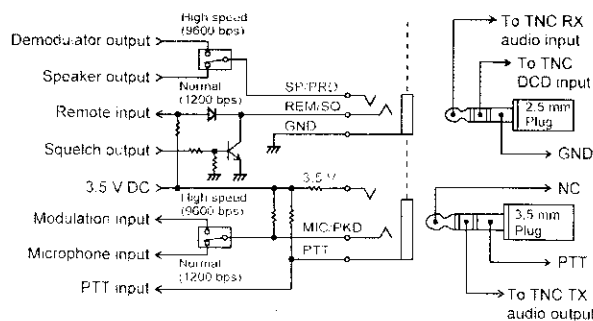 High speed
(9600 bps)
Demodulator output
Speaker output
Normal
(1200 bps)
Remote input
Squelch output
3.5 V DC
High speed
(9600 bps)
Modulation input
Microphone input
Normal
(1200 bps)
PTT input
SP/PRD
REM/SQ
GND
3.5 V
MIC/PKD
PTT
To TNC RX
audio input
To TNC
DCD input
2.5 mm
Plug
GND
NC
3.5 mm
Plug
PTT
To TNC TX
audio output